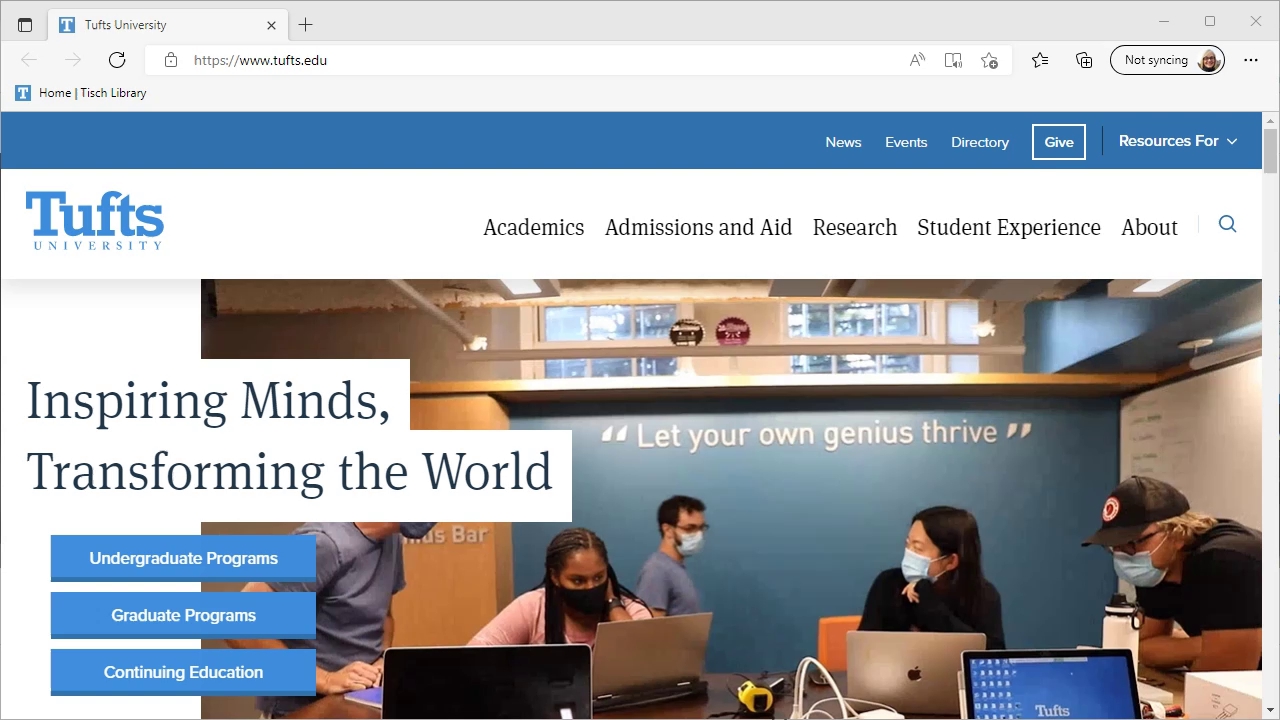 Tufts University
https://www.tufts.edu
Not syncing
Home | Tisch Library
News Events Directory Give Resources For
Tufts
UNIVERSITY
Academics Admissions and Aid Research Student Experience About
Inspiring Minds,
Transforming the World
“ Let your own genius thrive ”
Bar
Undergraduate Programs
Graduate Programs
Continuing Education
Tufts